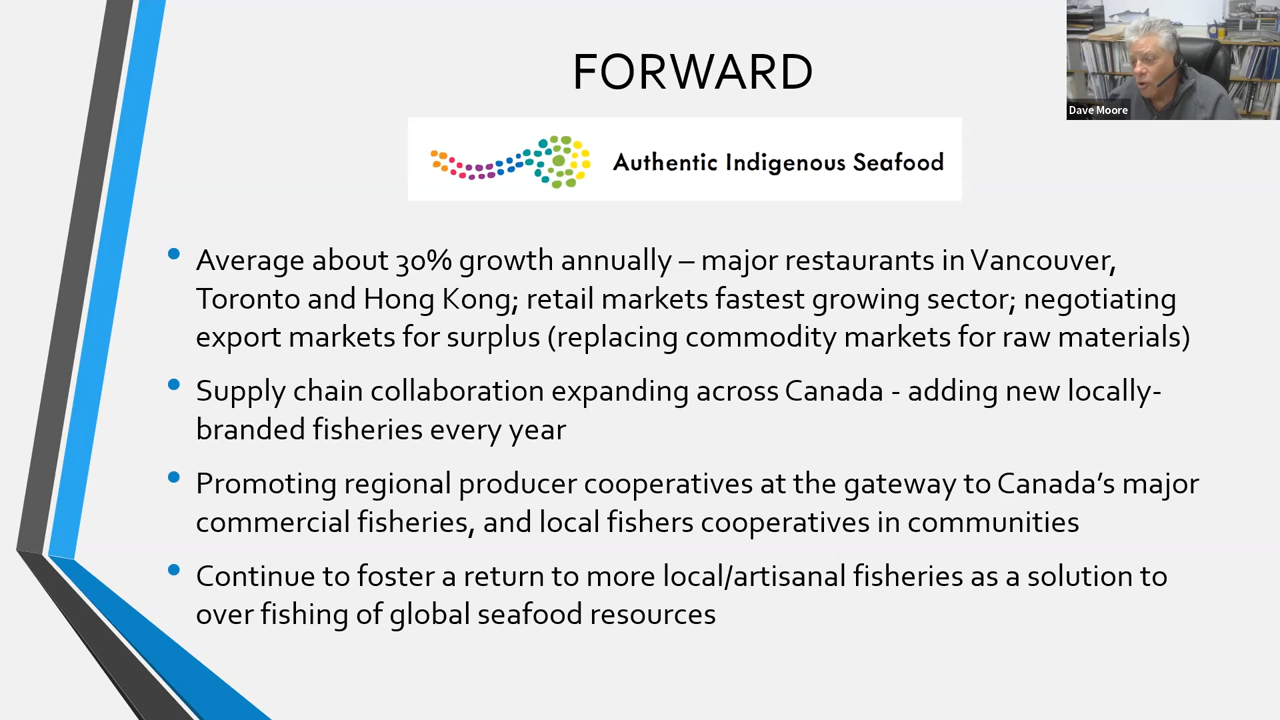 FORWARD
Dave Moore
Authentic Indigenous Seafood
• Average about 30% growth annually – major restaurants in Vancouver,
Toronto and Hong Kong; retail markets fastest growing sector; negotiating
export markets for surplus (replacing commodity markets for raw materials)
• Supply chain collaboration expanding across Canada - adding new locally-
branded fisheries every year
• Promoting regional producer cooperatives at the gateway to Canada’s major
commercial fisheries, and local fishers cooperatives in communities
• Continue to foster a return to more local/artisanal fisheries as a solution to
over fishing of global seafood resources